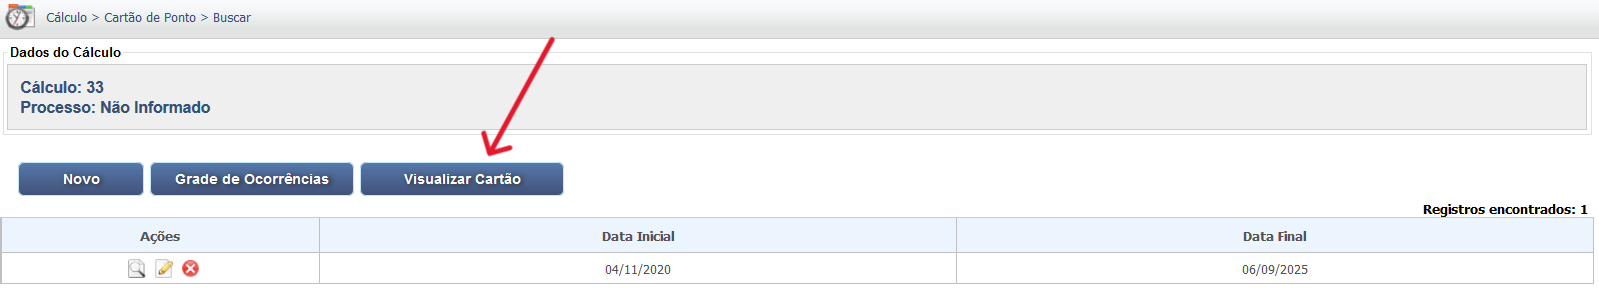 Cálculo > Cartão de Ponto > Buscar
Dados do Cálculo
Cálculo: 33
Processo: Não Informado
Novo Grade de Ocorrências Visualizar Cartão
Registros encontrados: 1
Ações Data Inicial Data Final
04/11/2020 06/09/2025